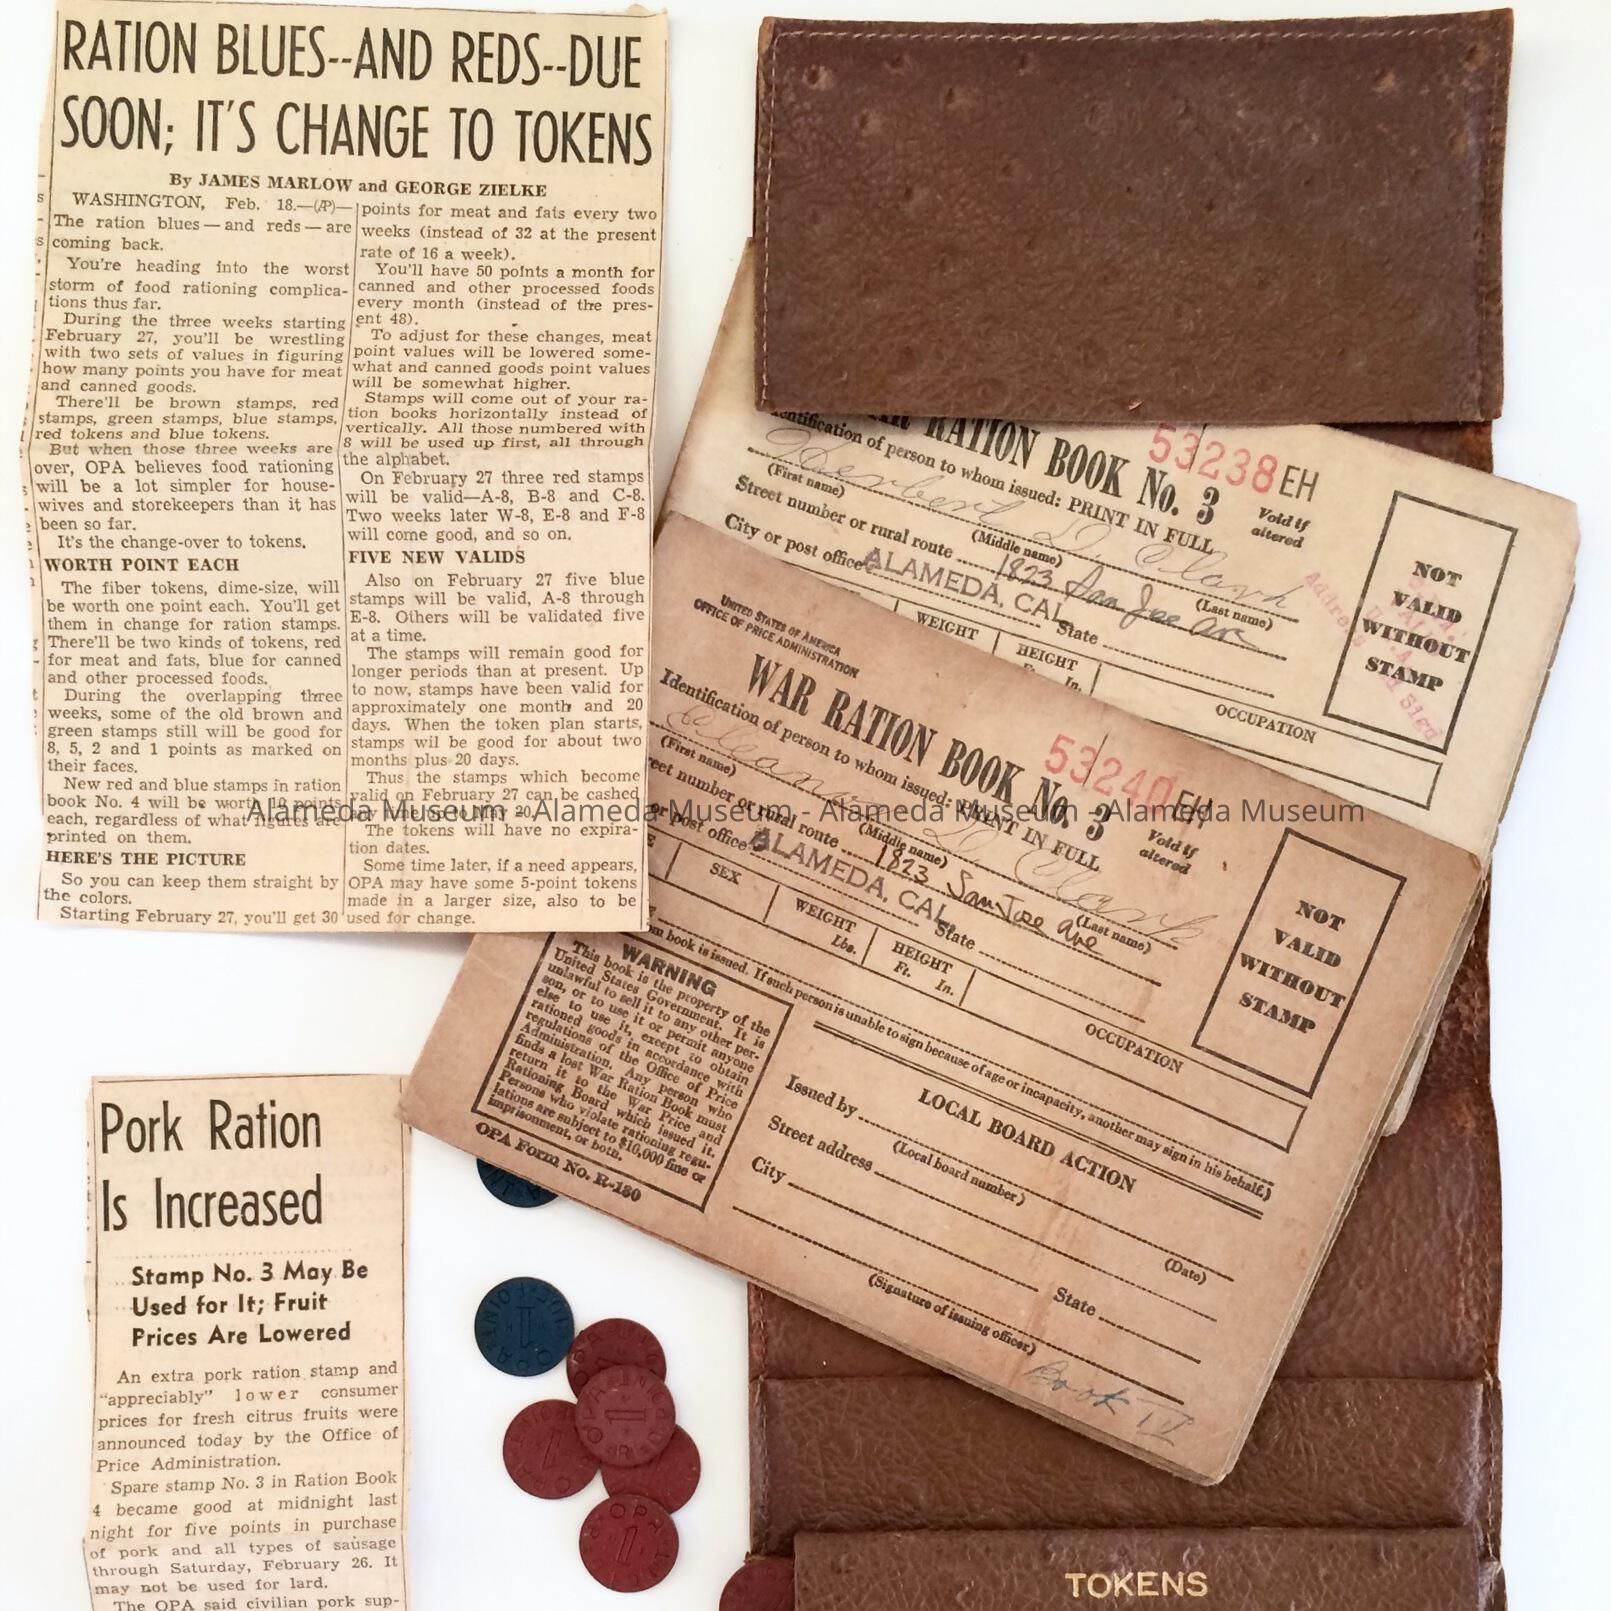 RATION BLUES--AND REDS--DUE
SOON; IT'S CHANGE TO TOKENS
By JAMES MARLOW and GEORGE ZIELKE
WASHINGTON, Feb. 18.—(AP)—
The ration blues — and reds — are
coming back.
You're heading into the worst
storm of food rationing complica-
tions thus far.
During the three weeks starting
February 27, you'll be wrestling
with two sets of values in figuring
how many points you have for meat
and canned goods.
There'll be brown stamps, red
stamps, green stamps, blue stamps,
red tokens and blue tokens.
But when those three weeks are
over, OPA believes food rationing
will be a lot simpler for house-
wives and storekeepers than it has
been so far.
It's the change-over to tokens.
WORTH POINT EACH
The fiber tokens, dime-size, will
be worth one point each. You'll get
them in change for ration stamps.
There'll be two kinds of tokens, red
for meat and fats, blue for canned
and other processed foods.
During the overlapping three
weeks, some of the old brown and
green stamps still will be good for
8, 5, 2 and 1 points as marked on
their faces.
New red and blue stamps in ration
book No. 4 will be worth 10 points
each, regardless of what figures are
printed on them.
HERE'S THE PICTURE
So you can keep them straight by
the colors.
Starting February 27, you'll get 30
points for meat and fats every two
weeks (instead of 32 at the present
rate of 16 a week).
You'll have 50 points a month for
canned and other processed foods
every month (instead of the pres-
ent 48).
To adjust for these changes, meat
point values will be lowered some-
what and canned goods point values
will be somewhat higher.
Stamps will come out of your ra-
tion books horizontally instead of
vertically. All those numbered with
8 will be used up first, all through
the alphabet.
On February 27 three red stamps
will be valid—A-8, B-8 and C-8.
Two weeks later W-8, E-8 and F-8
will come good, and so on.
FIVE NEW VALIDS
Also on February 27 five blue
stamps will be valid, A-8 through
E-8. Others will be validated five
at a time.
The stamps will remain good for
longer periods than at present. Up
to now, stamps have been valid for
approximately one month and 20
days. When the token plan starts,
stamps wil be good for about two
months plus 20 days.
Thus the stamps which become
valid on February 27 can be cashed
up to May 20.
The tokens will have no expira-
tion dates.
Some time later, if a need appears,
OPA may have some 5-point tokens
made in a larger size, also to be
used for change.
RATION BOOK No. 3
53238 EH
Void if
altered
Identification of person to whom issued: PRINT IN FULL
Herbert D. Clark
(First name) (Middle name) (Last name)
Street number or rural route 1823 San Jose Ave
City or post office ALAMEDA, CAL. State
WEIGHT
HEIGHT
In.
OCCUPATION
NOT
VALID
WITHOUT
STAMP
UNITED STATES OF AMERICA
OFFICE OF PRICE ADMINISTRATION
WAR RATION BOOK No. 3
53240 EH
Void if
altered
Identification of person to whom issued: PRINT IN FULL
D. Clark
(First name) (Middle name) (Last name)
number or rural route 1823 San Jose Ave
or post office ALAMEDA, CAL. State
SEX
WEIGHT
Lbs.
HEIGHT
Ft. In.
OCCUPATION
NOT
VALID
WITHOUT
STAMP
book is issued. If such person is unable to sign because of age or incapacity, another may sign in his behalf.)
WARNING
This book is the property of the
United States Government. It is
unlawful to sell it to any other per-
son, or to use it or permit anyone
else to use it, except to obtain
rationed goods in accordance with
regulations of the Office of Price
Administration. Any person who
finds a lost War Ration Book must
return it to the War Price and
Rationing Board which issued it.
Persons who violate rationing regu-
lations are subject to $10,000 fine or
imprisonment, or both.
OPA Form No. R-130
LOCAL BOARD ACTION
Issued by
(Local board number) (Date)
Street address
City State
(Signature of issuing officer)
Book IV
Alameda Museum - Alameda Museum - Alameda Museum - Alameda Museum
Pork Ration
Is Increased
Stamp No. 3 May Be
Used for It; Fruit
Prices Are Lowered
An extra pork ration stamp and
"appreciably" lower consumer
prices for fresh citrus fruits were
announced today by the Office of
Price Administration.
Spare stamp No. 3 in Ration Book
4 became good at midnight last
night for five points in purchase
of pork and all types of sausage
through Saturday, February 26. It
may not be used for lard.
The OPA said civilian pork sup-
OPA 1 POINT
1
OPA 1
TOKENS